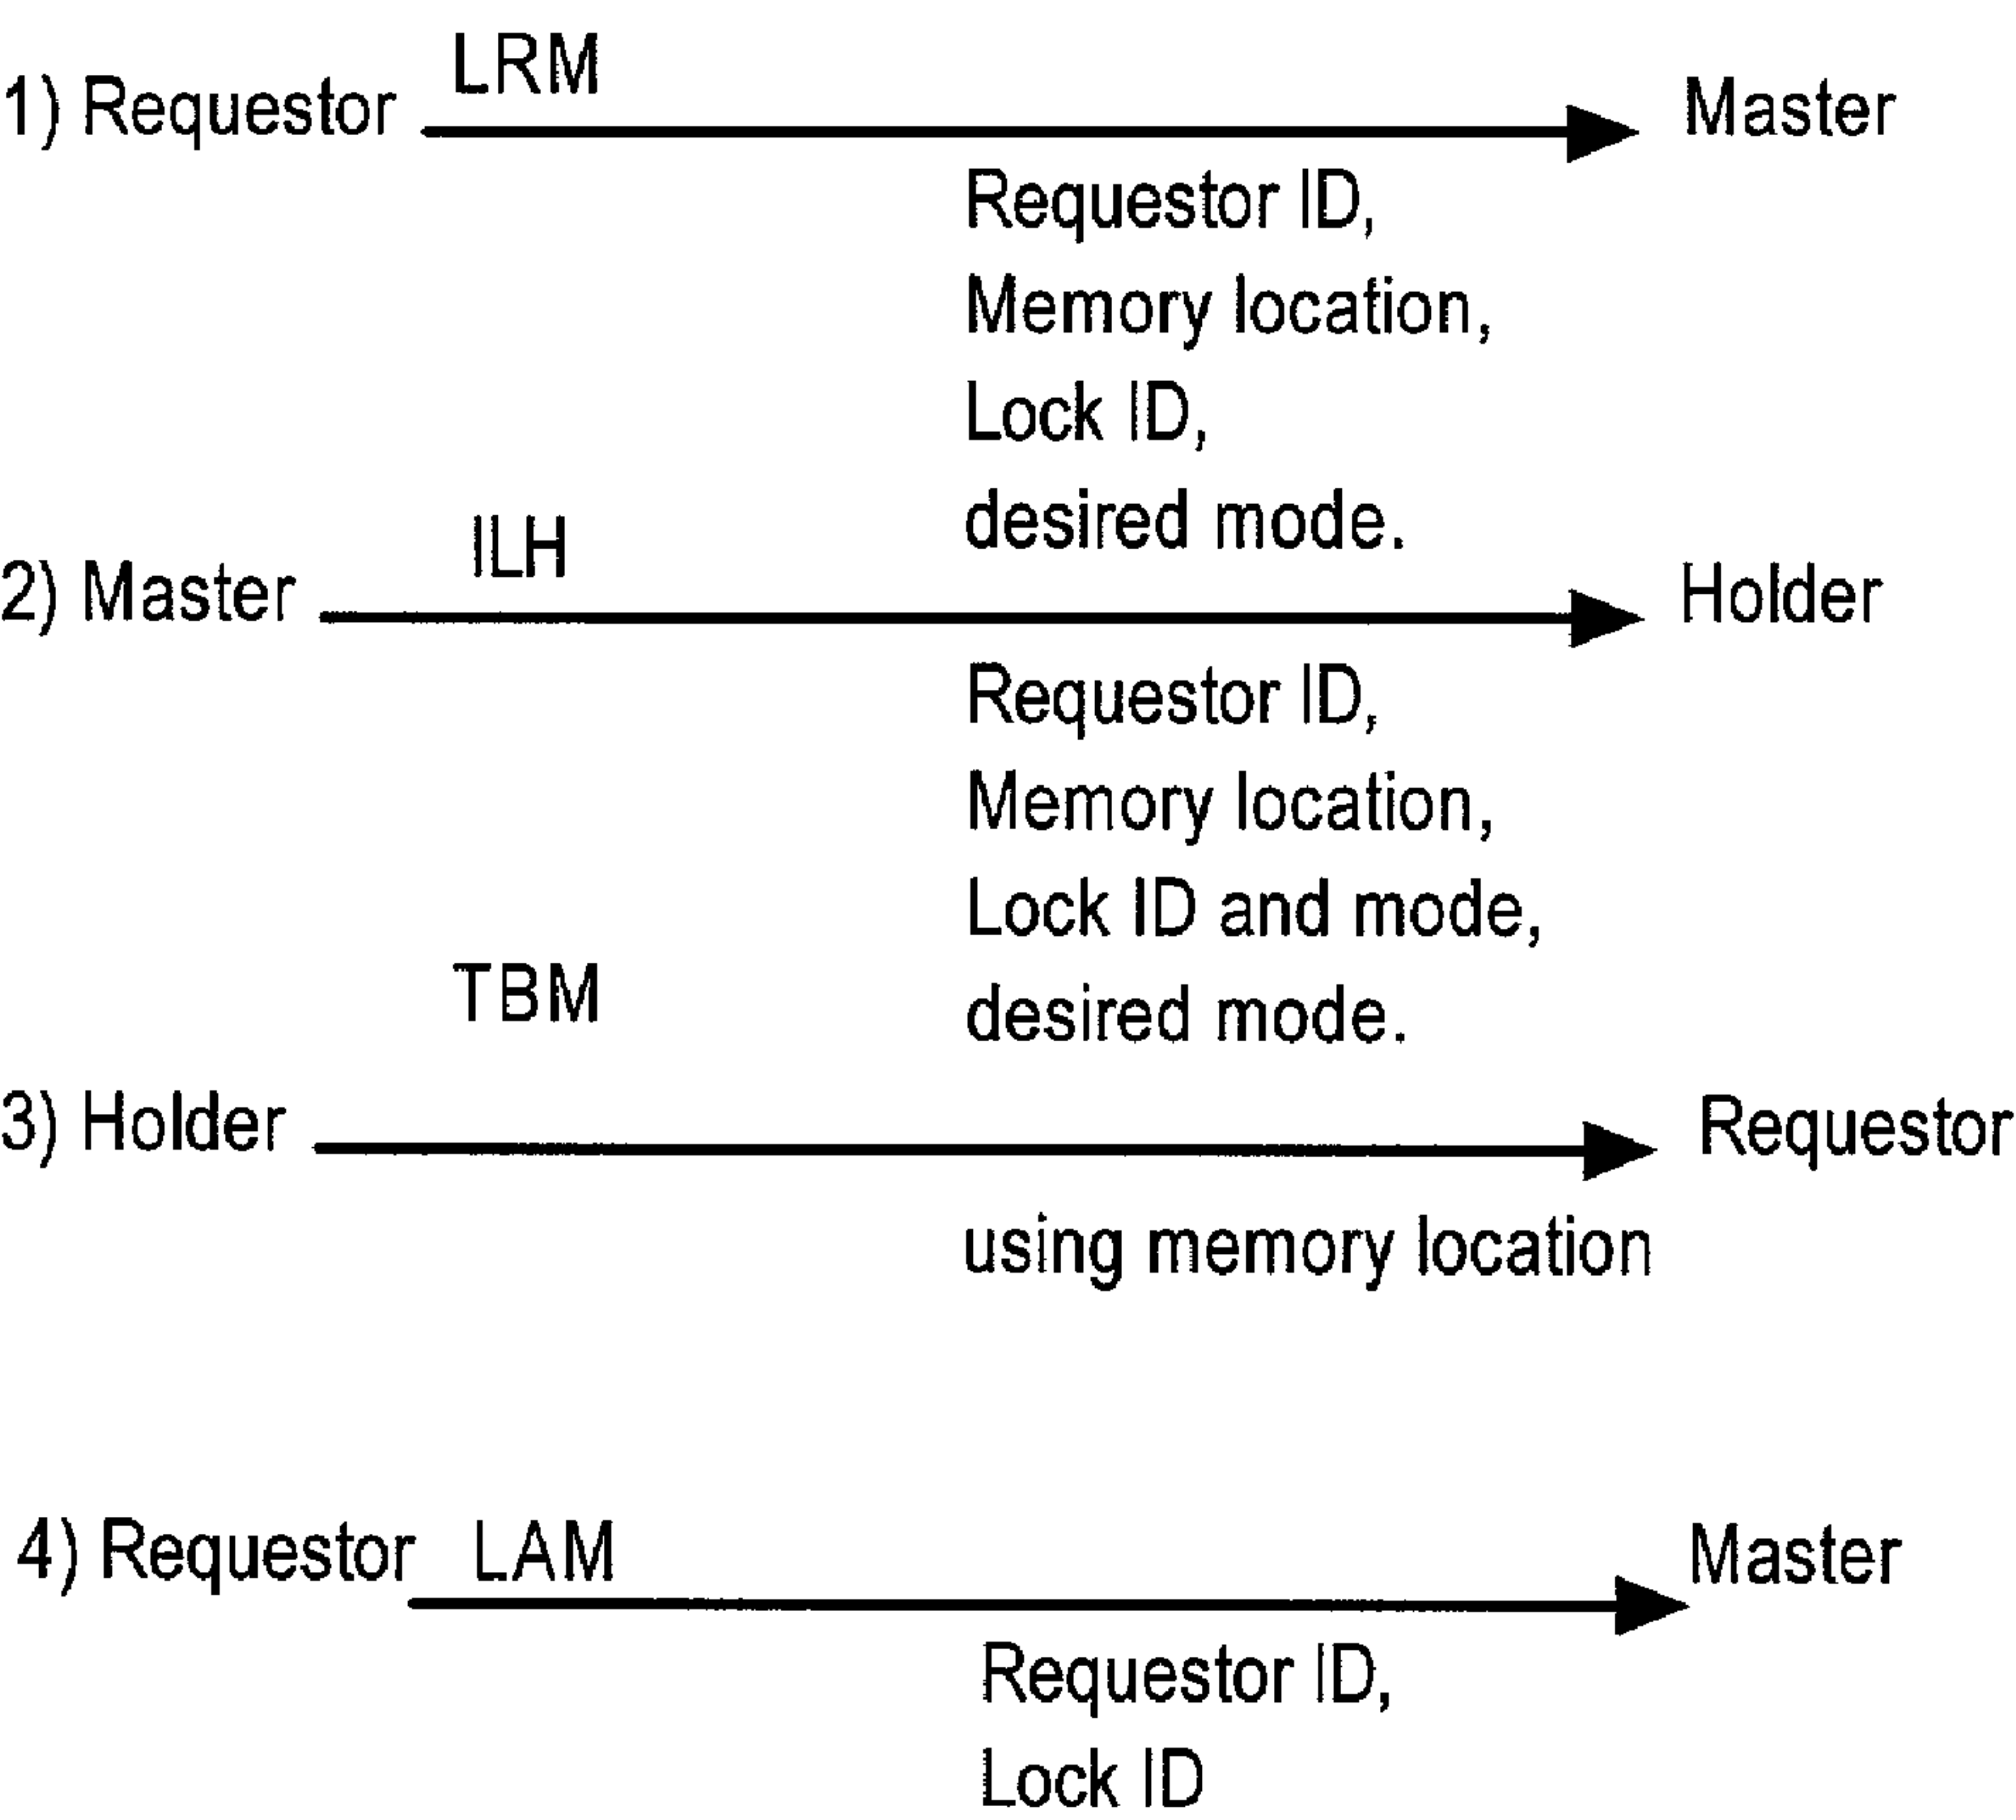 LRM
1) Requestor
Master
Requestor ID,
Memory location,
Lock ID,
desired mode.
ILH
2) Master
Holder
Requestor ID,
Memory location,
Lock ID and mode,
desired mode.
TBM
3) Holder
Requestor
using memory location
4) Requestor
LAM
Master
Requestor ID,
Lock ID